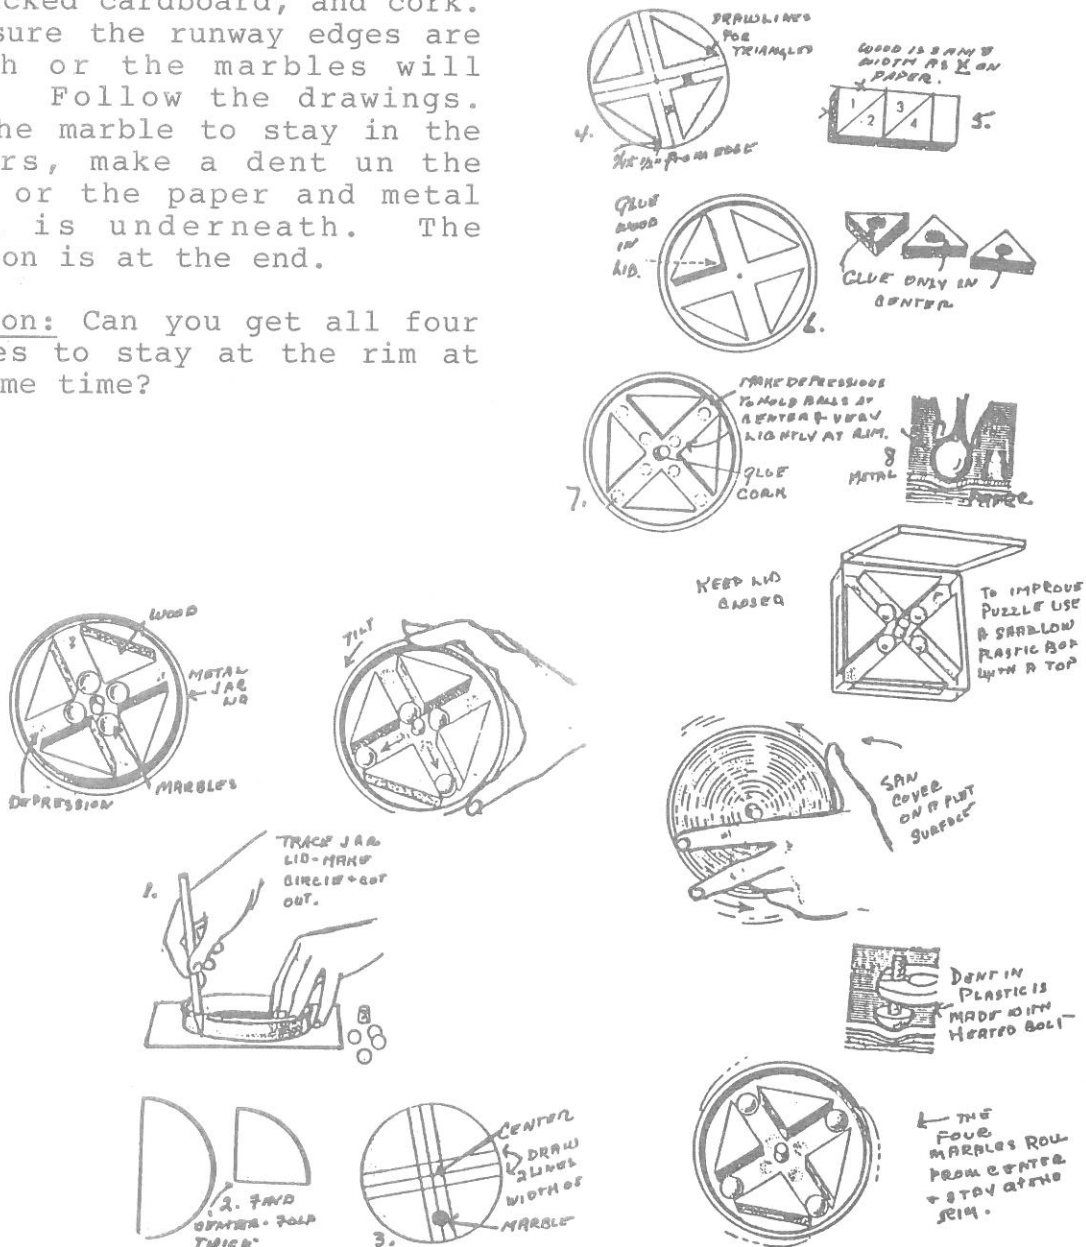 cked cardboard, and cork.
sure the runway edges are
h or the marbles will
Follow the drawings.
he marble to stay in the
rs, make a dent un the
or the paper and metal
is underneath. The
on is at the end.
on: Can you get all four
es to stay at the rim at
me time?
DRAW LINES
FOR
TRIANGLES
4.
FROM EDGE
WOOD IS SAME
WIDTH AS X ON
PAPER.
X
1 3
2 4
5.
GLUE
WOOD
IN
LID.
6.
GLUE ONLY IN
CENTER
MAKE DEPRESSIONS
TO HOLD BALLS AT
CENTER & VERY
LIGHTLY AT RIM.
GLUE
CORK
7.
8
METAL
PAPER
KEEP LID
CLOSED
TO IMPROVE
PUZZLE USE
A SHALLOW
PLASTIC BOX
WITH A TOP
WOOD
METAL
JAR
LID
MARBLES
DEPRESSION
TILT
SPIN
COVER
ON A FLAT
SURFACE
1.
TRACE JAR
LID-MAKE
CIRCLE & CUT
OUT.
DENT IN
PLASTIC IS
MADE WITH
HEATED BOLT
2. FIND
CENTER. FOLD
TWICE.
CENTER
DRAW
2 LINES
WIDTH OF
MARBLE
3.
THE
FOUR
MARBLES ROLL
FROM CENTER
& STAY AT THE
RIM.